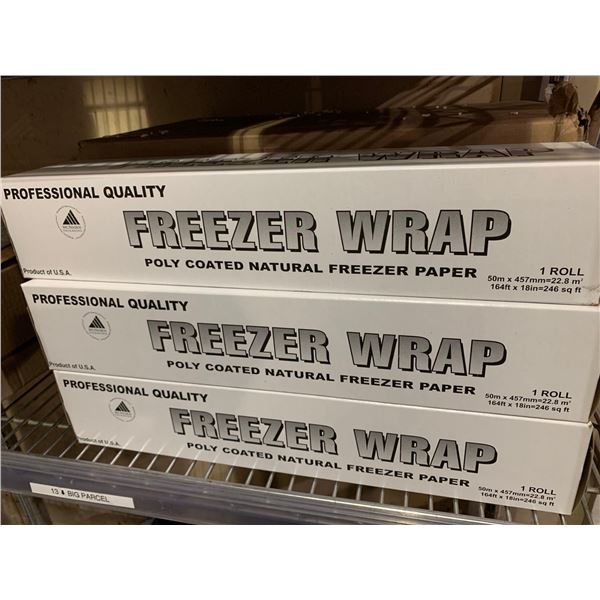 FREEZER WRAP
PROFESSIONAL QUALITY
FREEZER WRAP
POLY COATED NATURAL FREEZER PAPER
Product of U.S.A.
1 ROLL
50m x 457mm=22.8 m²
164ft x 18in=246 sq ft
PROFESSIONAL QUALITY
FREEZER WRAP
POLY COATED NATURAL FREEZER PAPER
Product of U.S.A.
1 ROLL
50m x 457mm=22.8 m²
164ft x 18in=246 sq ft
PROFESSIONAL QUALITY
FREEZER WRAP
POLY COATED NATURAL FREEZER PAPER
Product of U.S.A.
1 ROLL
50m x 457mm=22.8 m²
164ft x 18in=246 sq ft
13 ⬇ BIG PARCEL